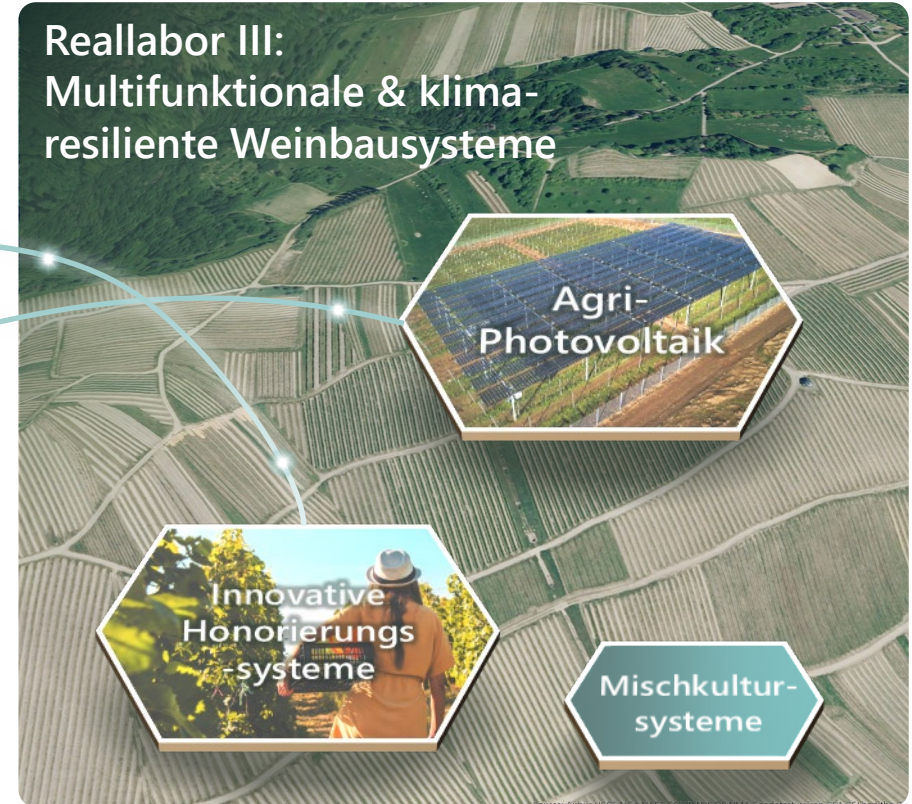 Reallabor III:
Multifunktionale & klima-
resiliente Weinbausysteme
Agri-
Photovoltaik
Innovative
Honorierungs
-systeme
Mischkultur-
systeme